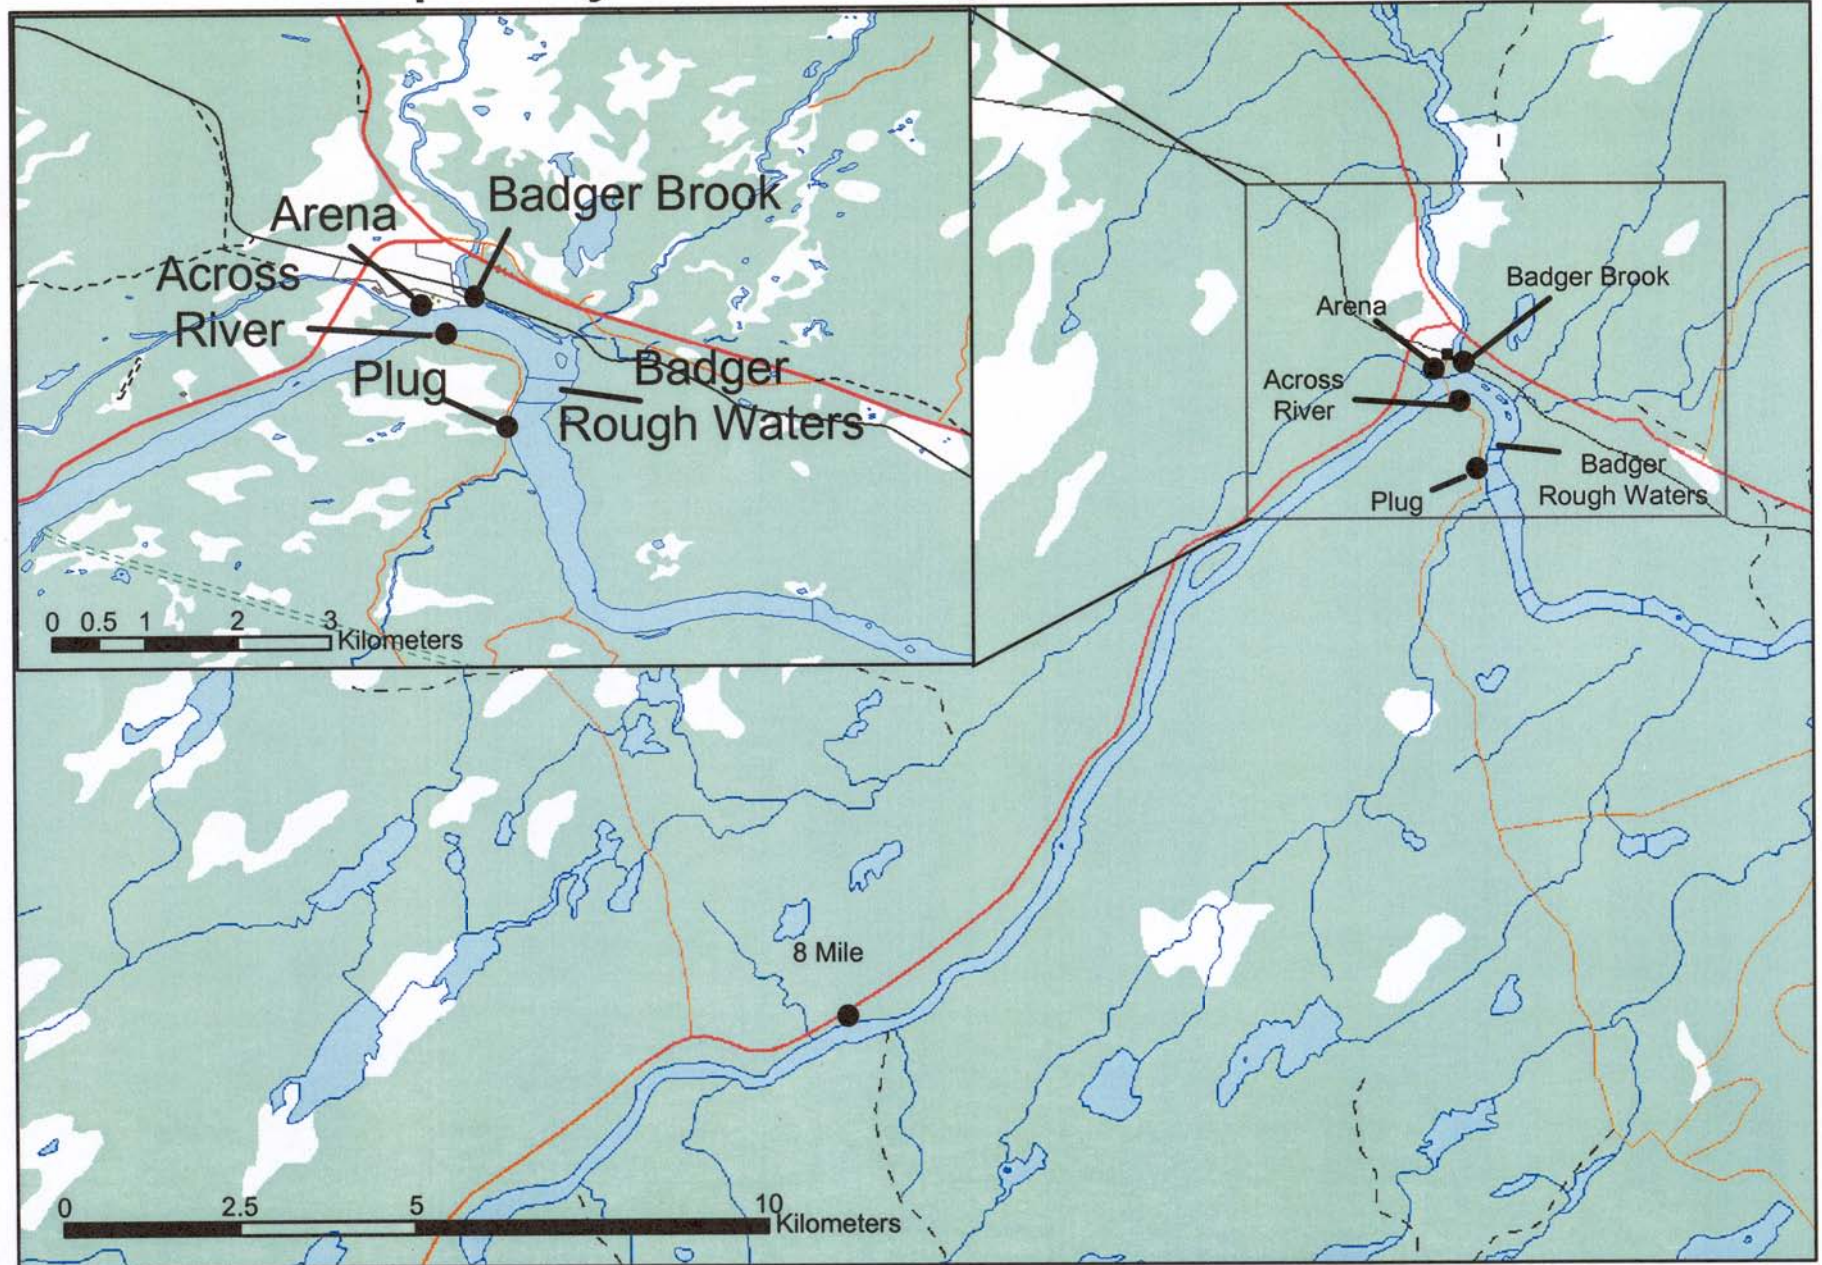 Arena
Badger Brook
Across
River
Plug
Badger
Rough Waters
0 0.5 1 2 3
Kilometers
Badger Brook
Arena
Across
River
Badger
Rough Waters
Plug
8 Mile
0 2.5 5 10
Kilometers